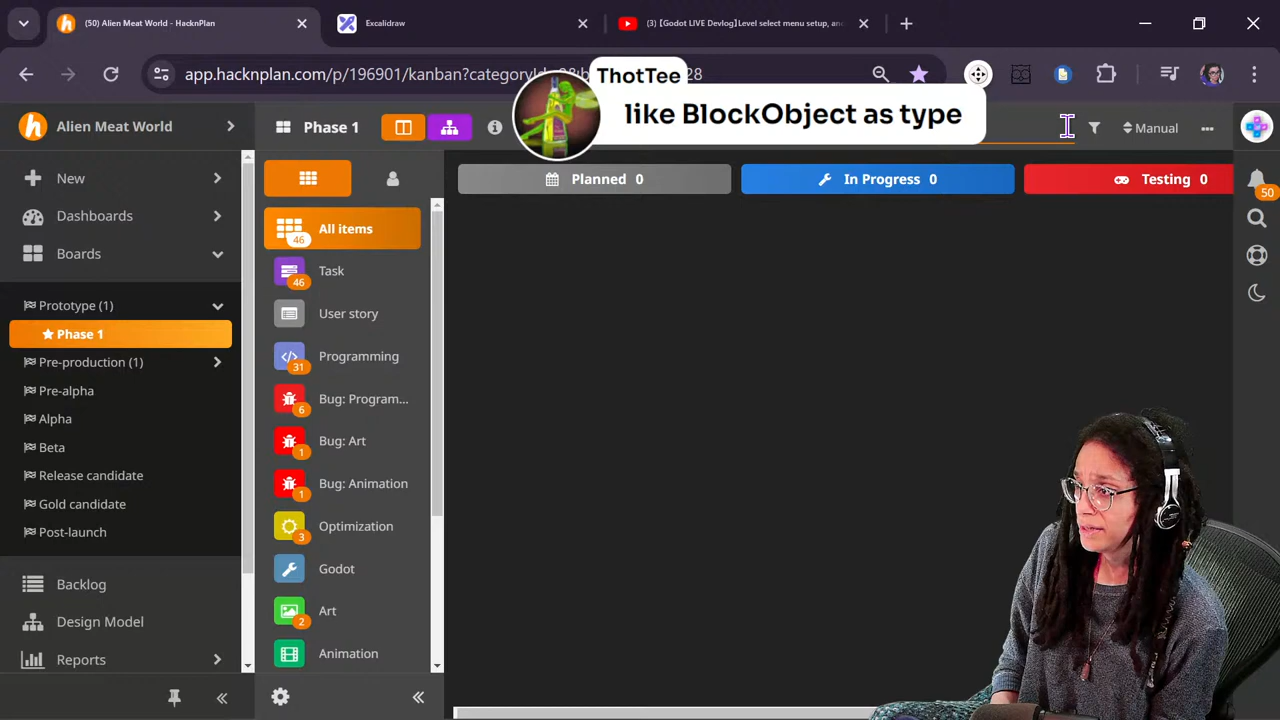 (50) Alien Meat World - HacknPlan
Excalidraw
(3) [Godot LIVE Devlog]Level select menu setup, an
app.hacknplan.com/p/196901/kanban?categoryId=
28
ThotTee
like BlockObject as type
Alien Meat World
Phase 1
Manual
New
Dashboards
Boards
Prototype (1)
Phase 1
Pre-production (1)
Pre-alpha
Alpha
Beta
Release candidate
Gold candidate
Post-launch
Backlog
Design Model
Reports
All items
46
Task
46
User story
Programming
31
Bug: Program...
6
Bug: Art
1
Bug: Animation
1
Optimization
3
Godot
Art
2
Animation
Planned 0
In Progress 0
Testing 0
50